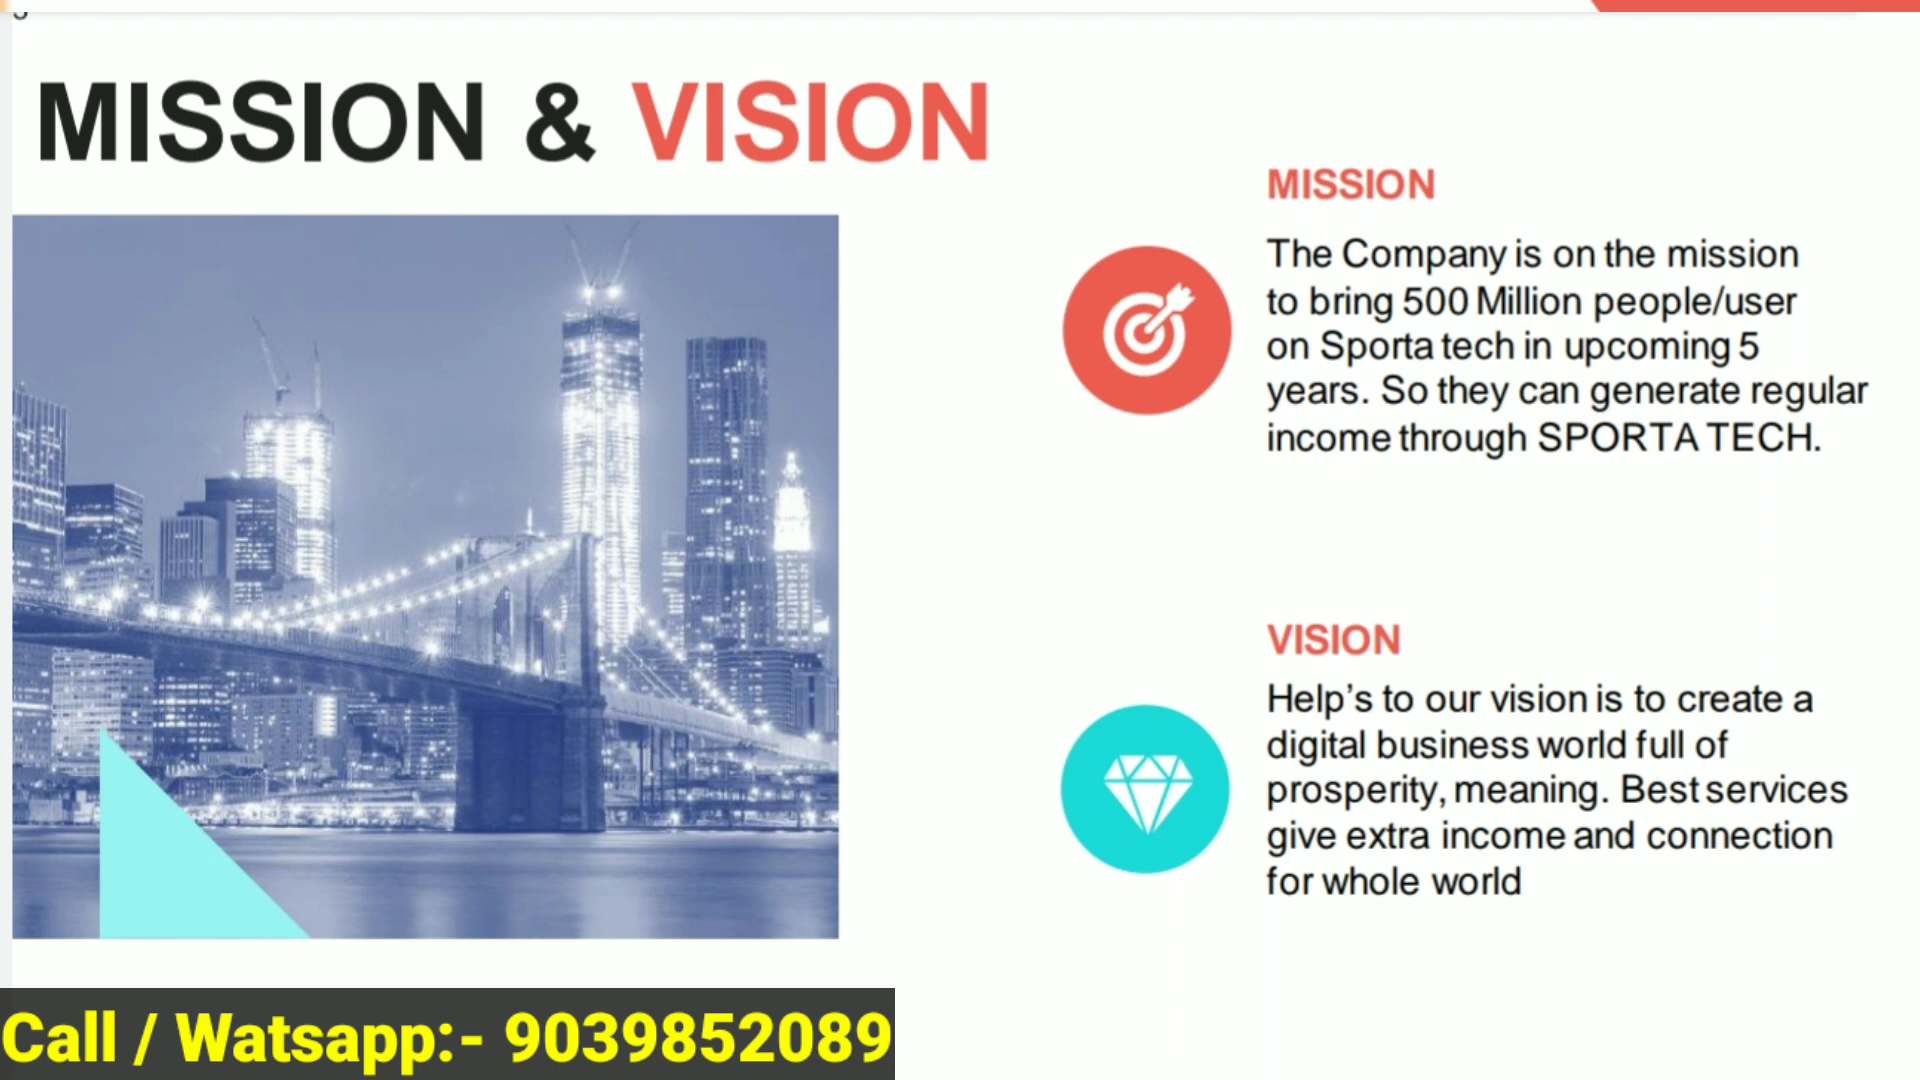 MISSION & VISION
MISSION
The Company is on the mission
to bring 500 Million people/user
on Sporta tech in upcoming 5
years. So they can generate regular
income through SPORTA TECH.
VISION
Help’s to our vision is to create a
digital business world full of
prosperity, meaning. Best services
give extra income and connection
for whole world
Call / Watsapp:- 9039852089